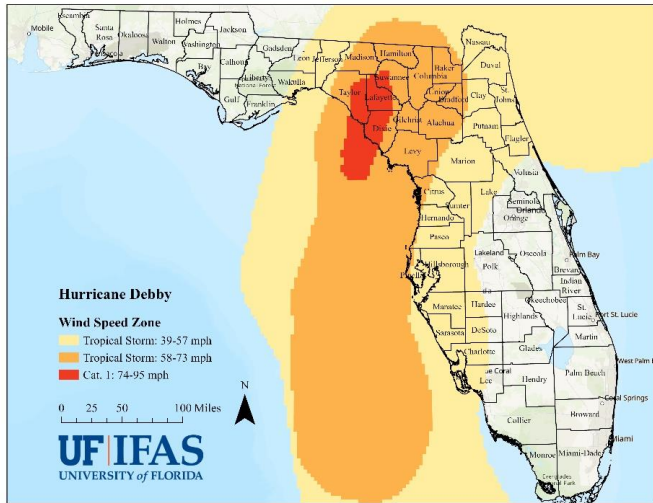 Escambia
Santa
Rosa
Okaloosa
Walton
Holmes
Jackson
Washington
Bay
Calhoun
Gulf
Liberty
Franklin
Gadsden
Leon
Wakulla
Jefferson
Madison
Taylor
Hamilton
Suwannee
Lafayette
Dixie
Columbia
Baker
Union
Bradford
Gilchrist
Alachua
Levy
Nassau
Duval
Clay
St.
Johns
Putnam
Flagler
Marion
Volusia
Citrus
Sumter
Lake
Hernando
Seminole
Orlando
Orange
Pasco
Hillsborough
Lakeland
Polk
Osceola
Palm Bay
Brevard
Indian
River
Manatee
Hardee
Okeechobee
Highlands
St.
Lucie
Port St. Lucie
Sarasota
DeSoto
Martin
Charlotte
Glades
West Palm
ue Coral
Lee
Hendry
Palm Beach
Coral Springs
Collier
Broward
Monroe
Miami-Dade
Miami
Mobile
Hurricane Debby
Wind Speed Zone
Tropical Storm: 39-57 mph
Tropical Storm: 58-73 mph
Cat. 1: 74-95 mph
0 25 50 100 Miles
N
UF IFAS
UNIVERSITY of FLORIDA